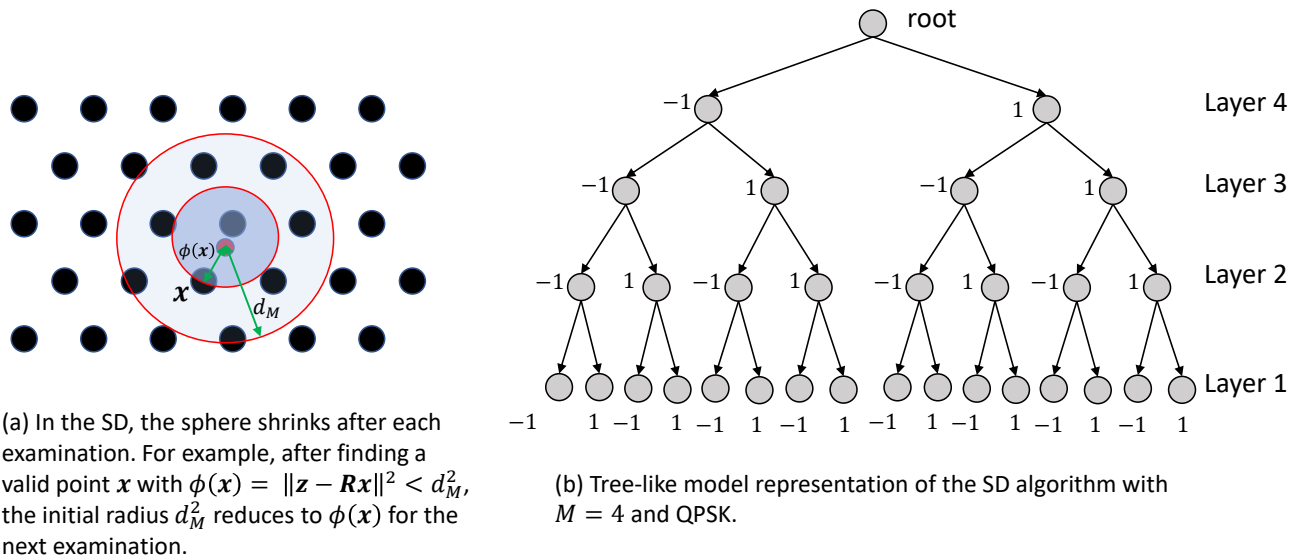 root
−1
1
Layer 4
−1
1
−1
1
Layer 3
−1 1 −1 1 −1 1 −1 1
Layer 2
Layer 1
−1 1 −1 1 −1 1 −1 1 −1 1 −1 1 −1 1 −1 1
ϕ(𝒙)
𝒙
d_M
(a) In the SD, the sphere shrinks after each
examination. For example, after finding a
valid point 𝒙 with ϕ(𝒙) = ‖𝒛 − 𝑹𝒙‖² < d_M²,
the initial radius d_M² reduces to ϕ(𝒙) for the
next examination.
(b) Tree-like model representation of the SD algorithm with
M = 4 and QPSK.